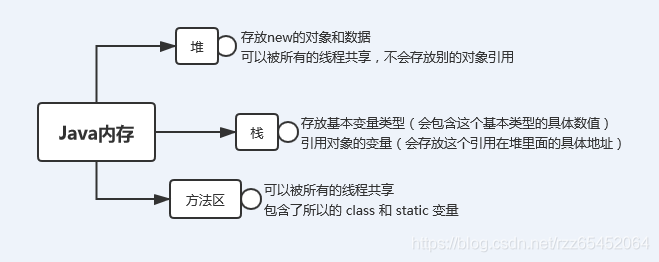 堆
存放new的对象和数据
可以被所有的线程共享，不会存放别的对象引用
Java内存
栈
存放基本变量类型（会包含这个基本类型的具体数值）
引用对象的变量（会存放这个引用在堆里面的具体地址）
方法区
可以被所有的线程共享
包含了所以的 class 和 static 变量
https://blog.csdn.net/rzz65452064